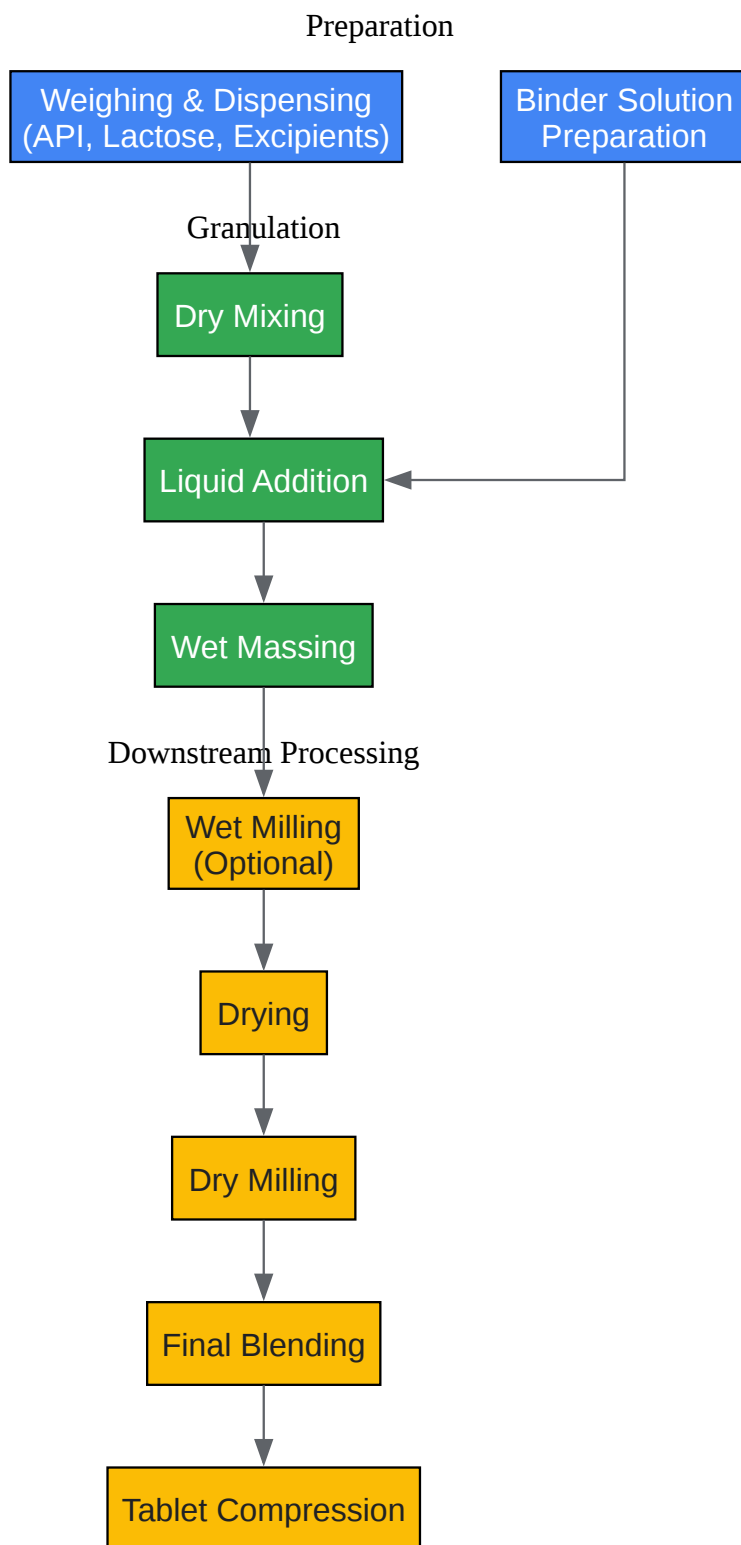 Preparation
Weighing & Dispensing
(API, Lactose, Excipients)
Binder Solution
Preparation
Granulation
Dry Mixing
Liquid Addition
Wet Massing
Downstream Processing
Wet Milling
(Optional)
Drying
Dry Milling
Final Blending
Tablet Compression